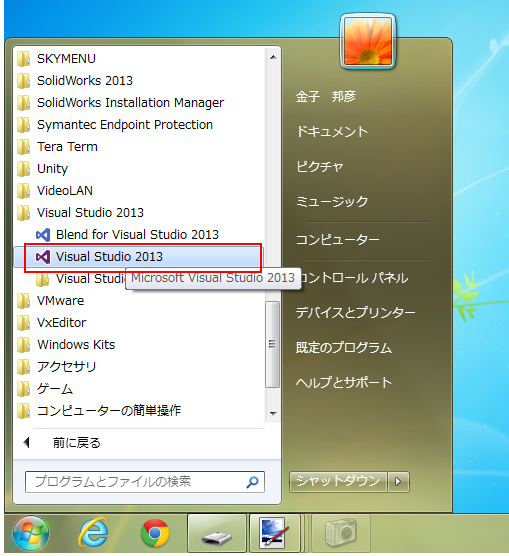 SKYMENU
SolidWorks 2013
SolidWorks Installation Manager
Symantec Endpoint Protection
Tera Term
Unity
VideoLAN
Visual Studio 2013
Blend for Visual Studio 2013
Visual Studio 2013
Visual Studi
Microsoft Visual Studio 2013
VMware
VxEditor
Windows Kits
アクセサリ
ゲーム
コンピューターの簡単操作
前に戻る
プログラムとファイルの検索
金子 邦彦
ドキュメント
ピクチャ
ミュージック
コンピューター
コントロール パネル
デバイスとプリンター
既定のプログラム
ヘルプとサポート
シャットダウン